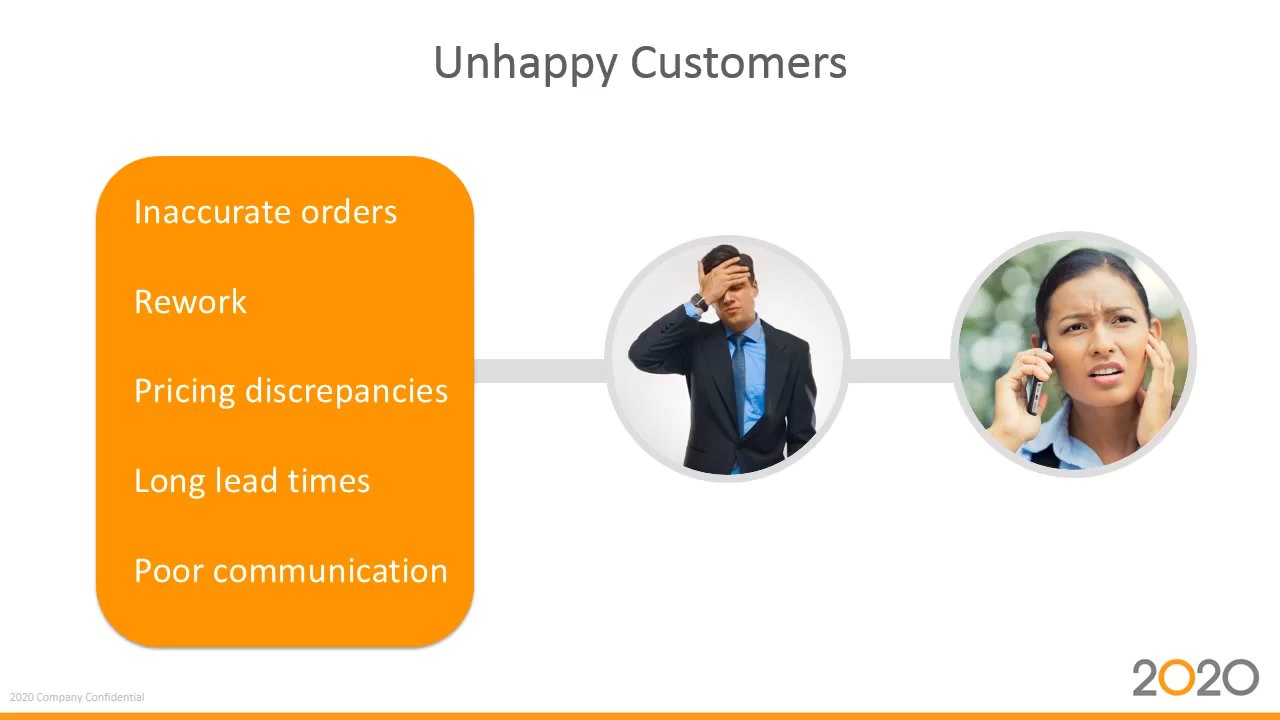 Unhappy Customers
Inaccurate orders
Rework
Pricing discrepancies
Long lead times
Poor communication
2020 Company Confidential
2020